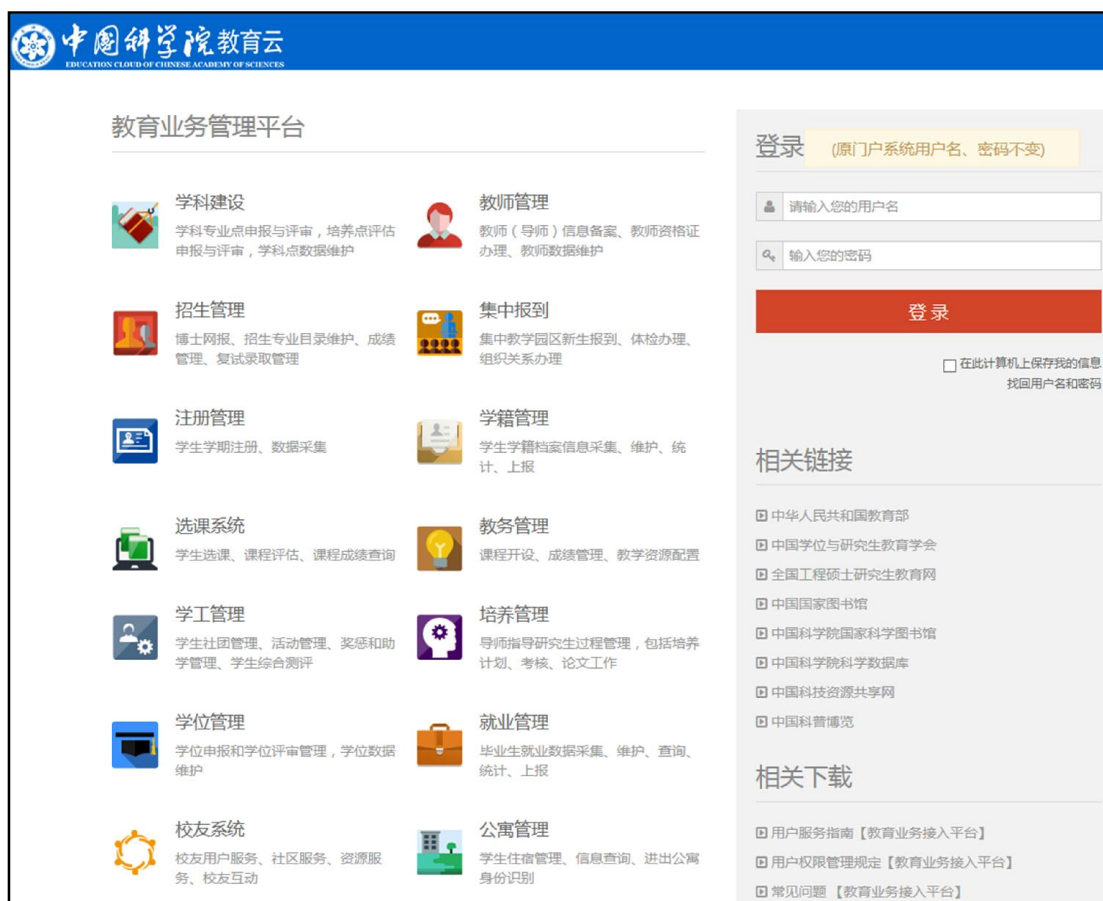 中国科学院教育云
EDUCATION CLOUD OF CHINESE ACADEMY OF SCIENCES
教育业务管理平台
学科建设
学科专业点申报与评审，培养点评估
申报与评审，学科点数据维护
教师管理
教师（导师）信息备案、教师资格证
办理、教师数据维护
招生管理
博士网报、招生专业目录维护、成绩
管理、复试录取管理
集中报到
集中教学园区新生报到、体检办理、
组织关系办理
注册管理
学生学期注册、数据采集
学籍管理
学生学籍档案信息采集、维护、统
计、上报
选课系统
学生选课、课程评估、课程成绩查询
教务管理
课程开设、成绩管理、教学资源配置
学工管理
学生社团管理、活动管理、奖惩和助
学管理、学生综合测评
培养管理
导师指导研究生过程管理，包括培养
计划、考核、论文工作
学位管理
学位申报和学位评审管理，学位数据
维护
就业管理
毕业生就业数据采集、维护、查询、
统计、上报
校友系统
校友用户服务、社区服务、资源服
务、校友互动
公寓管理
学生住宿管理、信息查询、进出公寓
身份识别
登录 (原门户系统用户名、密码不变)
请输入您的用户名
输入您的密码
登录
在此计算机上保存我的信息
找回用户名和密码
相关链接
中华人民共和国教育部
中国学位与研究生教育学会
全国工程硕士研究生教育网
中国国家图书馆
中国科学院国家科学图书馆
中国科学院科学数据库
中国科技资源共享网
中国科普博览
相关下载
用户服务指南【教育业务接入平台】
用户权限管理规定【教育业务接入平台】
常见问题 【教育业务接入平台】